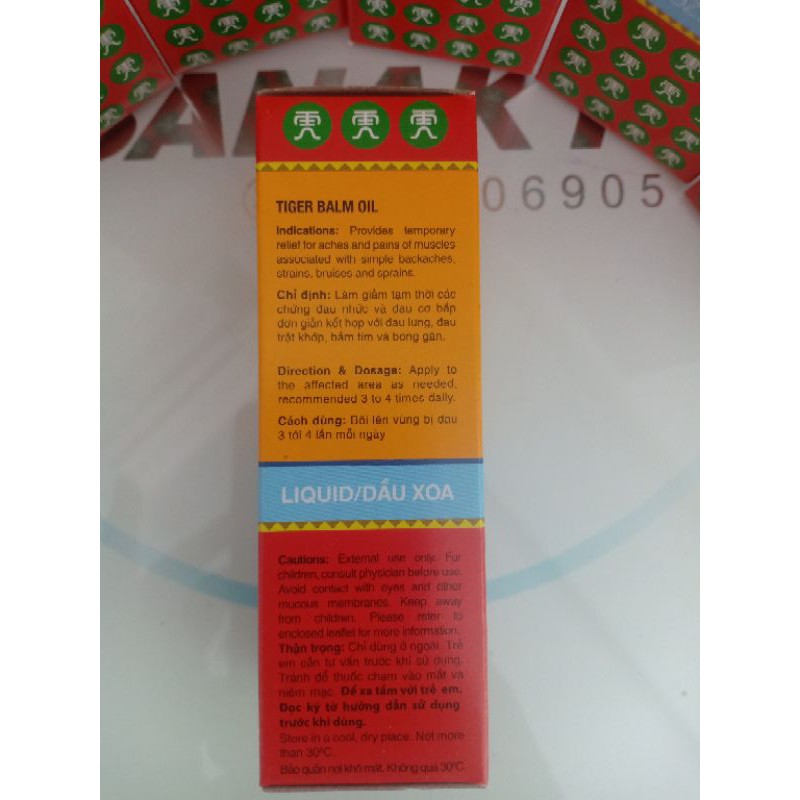 SANAKY
06905
TIGER BALM OIL
Indications: Provides temporary
relief for aches and pains of muscles
associated with simple backaches,
strains, bruises and sprains.
Chỉ định: Làm giảm tạm thời các
chứng đau nhức và đau cơ bắp
đơn giản kết hợp với đau lưng, đau
trật khớp, bầm tím và bong gân.
Direction & Dosage: Apply to
the affected area as needed,
recommended 3 to 4 times daily.
Cách dùng: Bôi lên vùng bị đau
3 tới 4 lần mỗi ngày
LIQUID/DẦU XOA
Cautions: External use only. For
children, consult physician before use.
Avoid contact with eyes and other
mucous membranes. Keep away
from children. Please refer to
enclosed leaflet for more information.
Thận trọng: Chỉ dùng ở ngoài. Trẻ
em cần tư vấn trước khi sử dụng.
Tránh để thuốc chạm vào mắt và
niêm mạc. Để xa tầm với trẻ em.
Đọc kỹ tờ hướng dẫn sử dụng
trước khi dùng.
Store in a cool, dry place. Not more
than 30°C.
Bảo quản nơi khô mát. Không quá 30°C